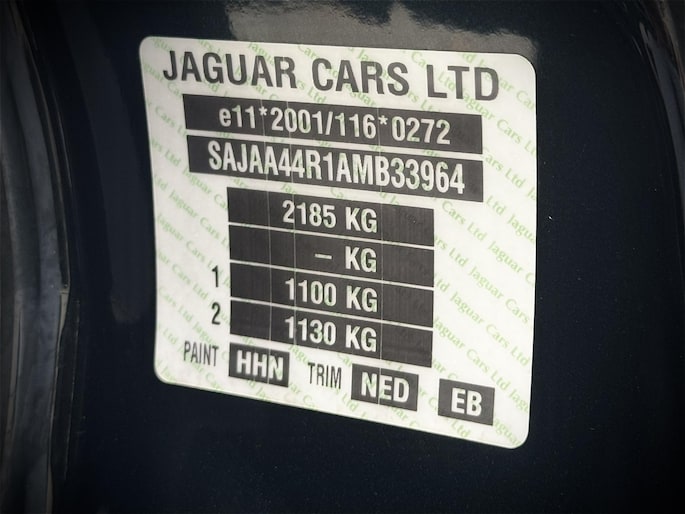 JAGUAR CARS LTD
e11*2001/116*0272
SAJAA44R1AMB33964
2185 KG
– KG
1 1100 KG
2 1130 KG
PAINT HHN TRIM NED EB